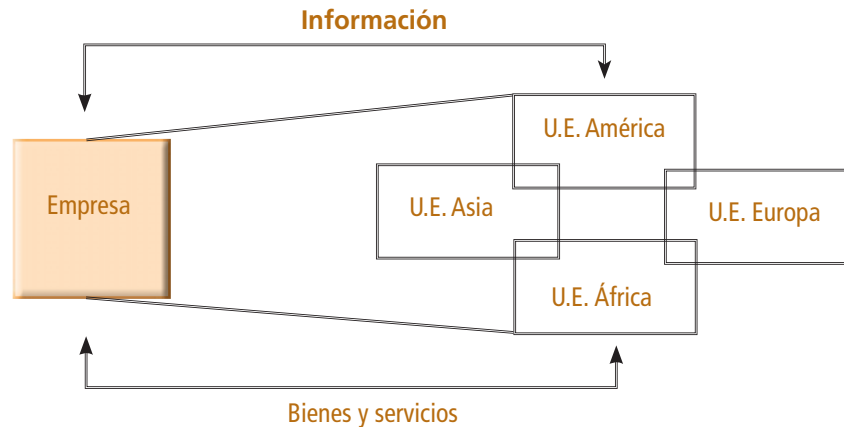 Información
U.E. América
Empresa
U.E. Asia
U.E. Europa
U.E. África
Bienes y servicios